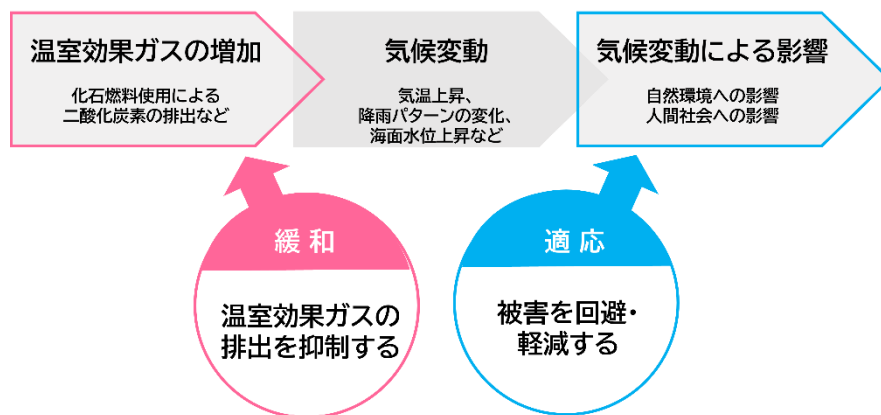 温室効果ガスの増加
化石燃料使用による
二酸化炭素の排出など
気候変動
気温上昇、
降雨パターンの変化、
海面水位上昇など
気候変動による影響
自然環境への影響
人間社会への影響
緩和
温室効果ガスの
排出を抑制する
適応
被害を回避・
軽減する